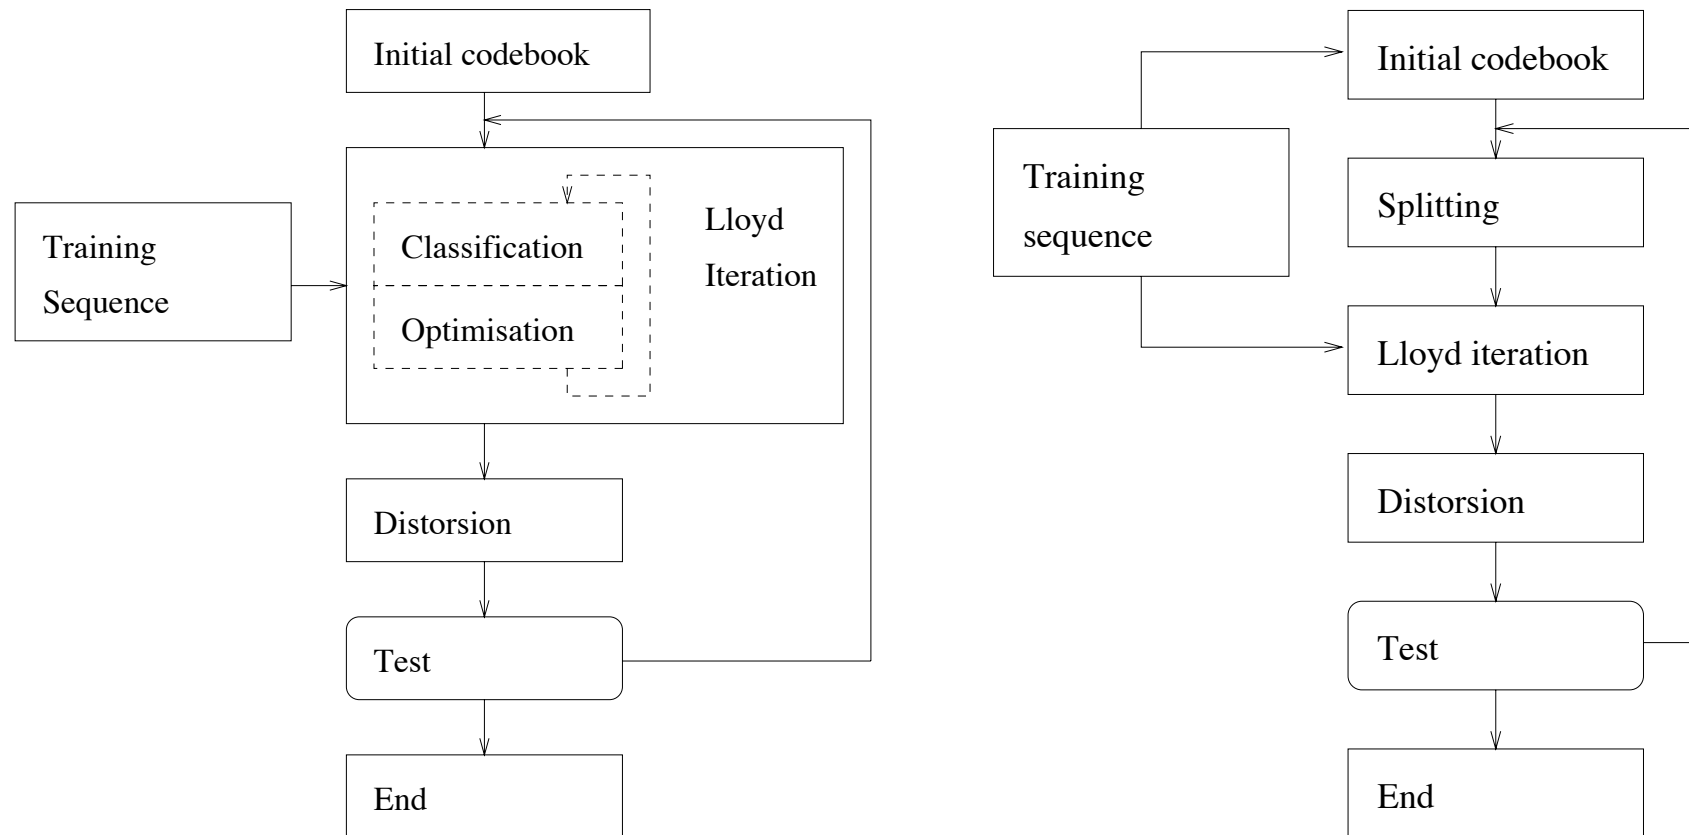 Initial codebook
Training
Sequence
Classification
Optimisation
Lloyd
Iteration
Distorsion
Test
End
Initial codebook
Training
sequence
Splitting
Lloyd iteration
Distorsion
Test
End